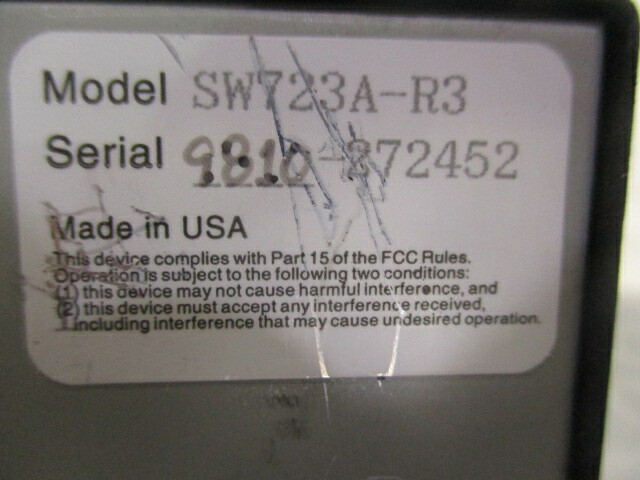 Model SW723A-R3
Serial 9810-272452
Made in USA
This device complies with Part 15 of the FCC Rules.
Operation is subject to the following two conditions:
(1) this device may not cause harmful interference, and
(2) this device must accept any interference received,
including interference that may cause undesired operation.